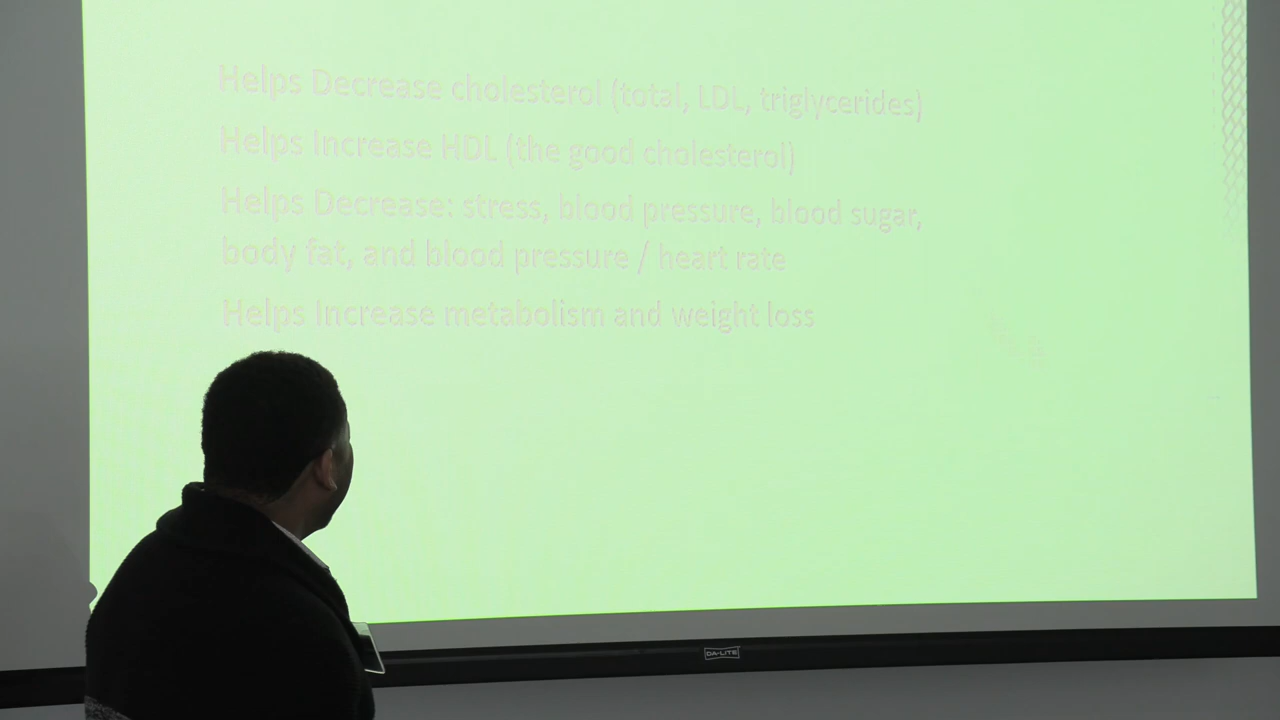 Helps Decrease cholesterol (total, LDL, triglycerides)
Helps Increase HDL (the good cholesterol)
Helps Decrease: stress, blood pressure, blood sugar,
body fat, and blood pressure / heart rate
Helps Increase metabolism and weight loss
DA-LITE